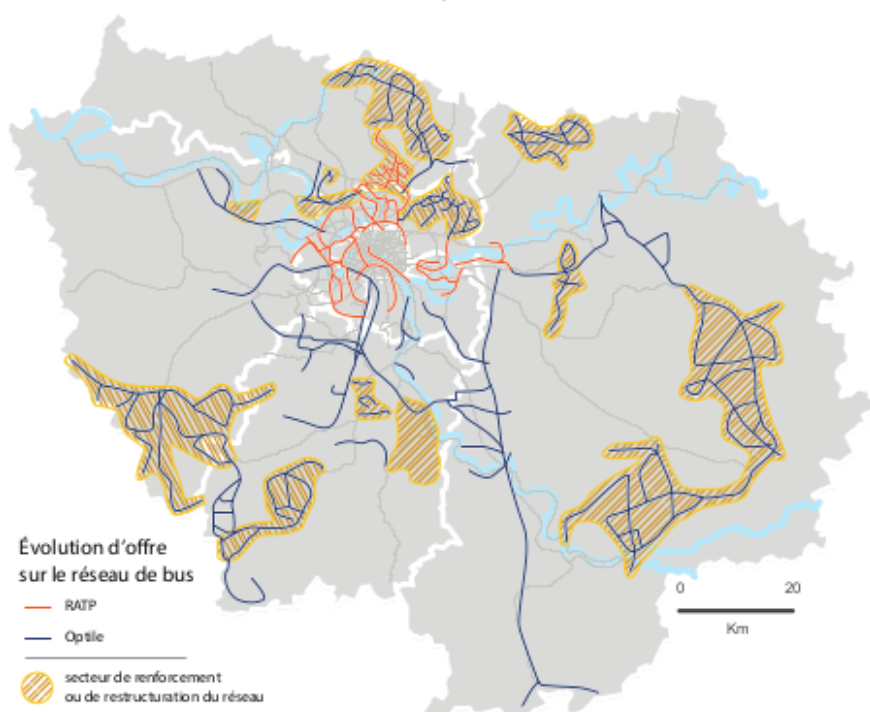 Évolution d'offre
sur le réseau de bus
RATP
Optile
secteur de renforcement
ou de restructuration du réseau
0 20
Km